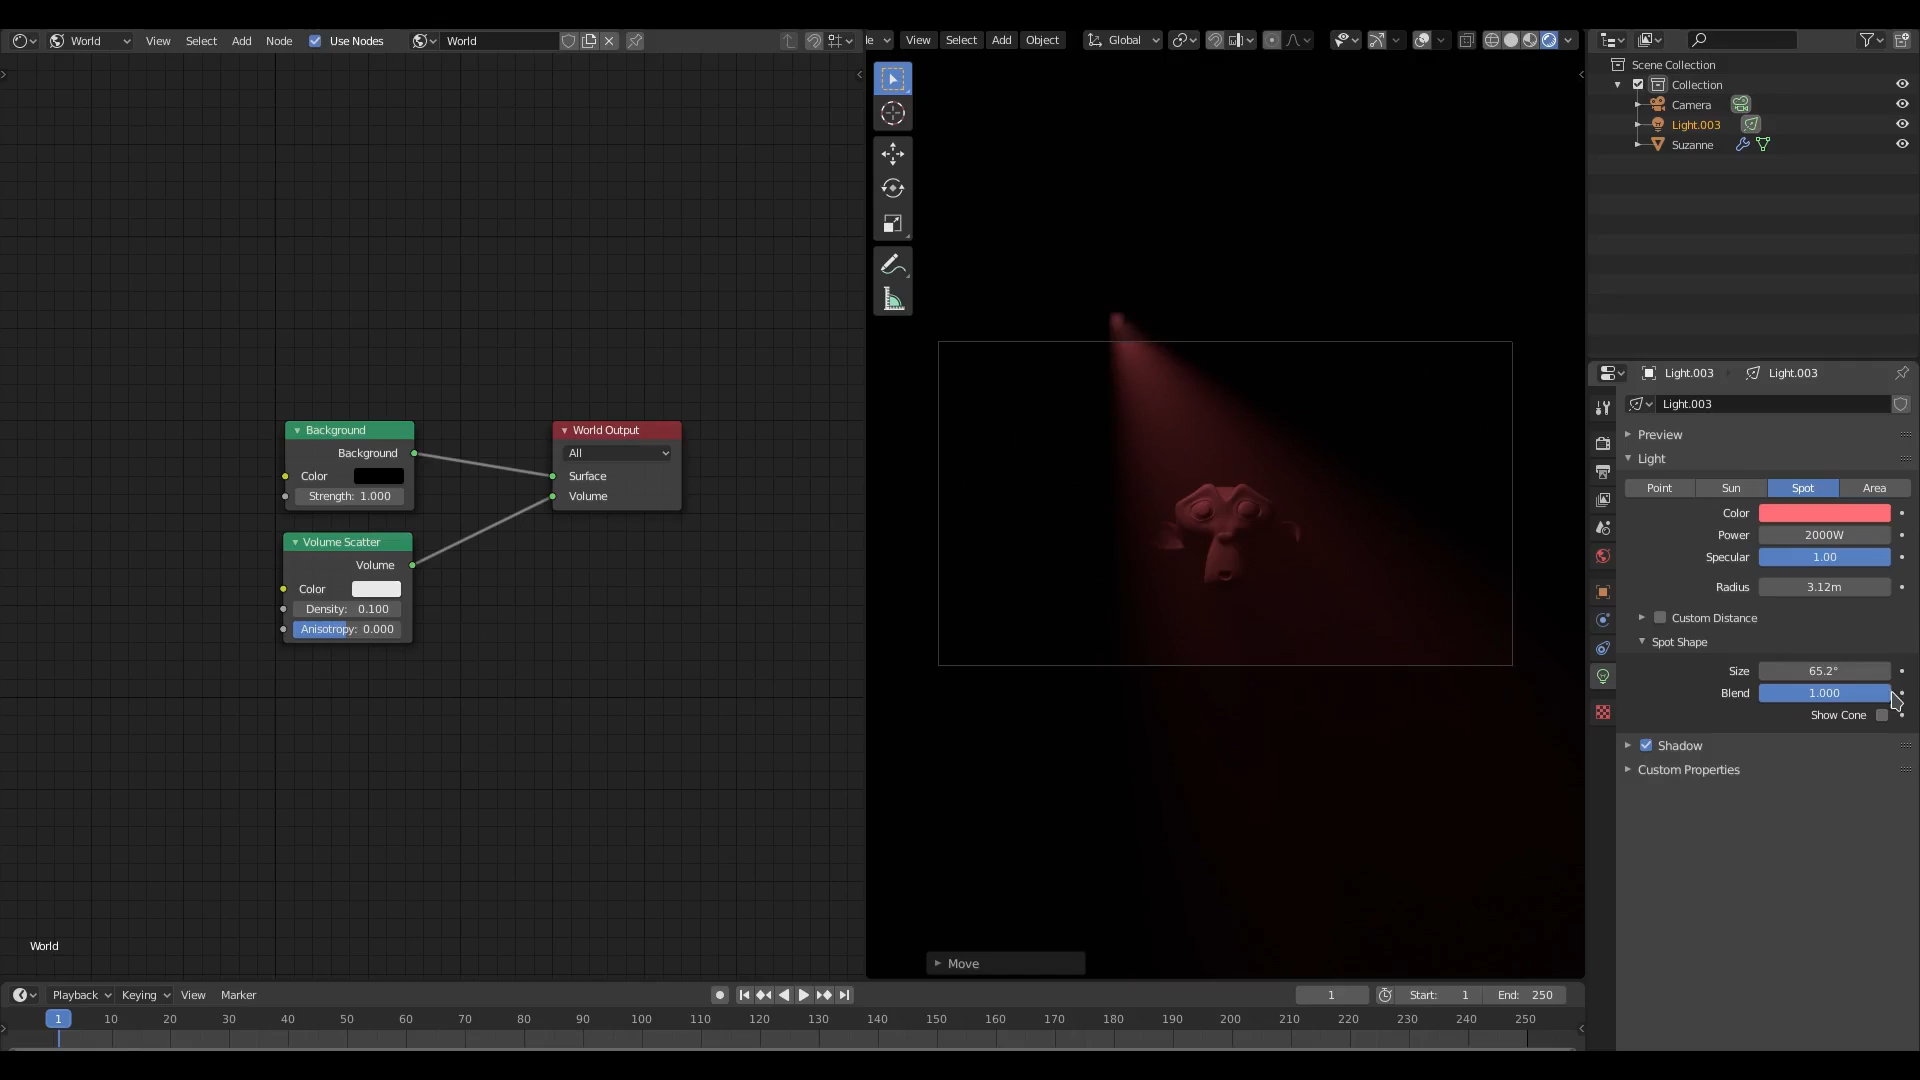 World View Select Add Node Use Nodes World
View Select Add Object Global
Scene Collection
Collection
Camera
Light.003
Suzanne
Background
Background
Color
Strength: 1.000
World Output
All
Surface
Volume
Volume Scatter
Volume
Color
Density: 0.100
Anisotropy: 0.000
World
Move
Light.003 Light.003
Light.003
Preview
Light
Point Sun Spot Area
Color
Power 2000W
Specular 1.00
Radius 3.12m
Custom Distance
Spot Shape
Size 65.2°
Blend 1.000
Show Cone
Shadow
Custom Properties
Playback Keying View Marker 1 Start: 1 End: 250
1 10 20 30 40 50 60 70 80 90 100 110 120 130 140 150 160 170 180 190 200 210 220 230 240 250